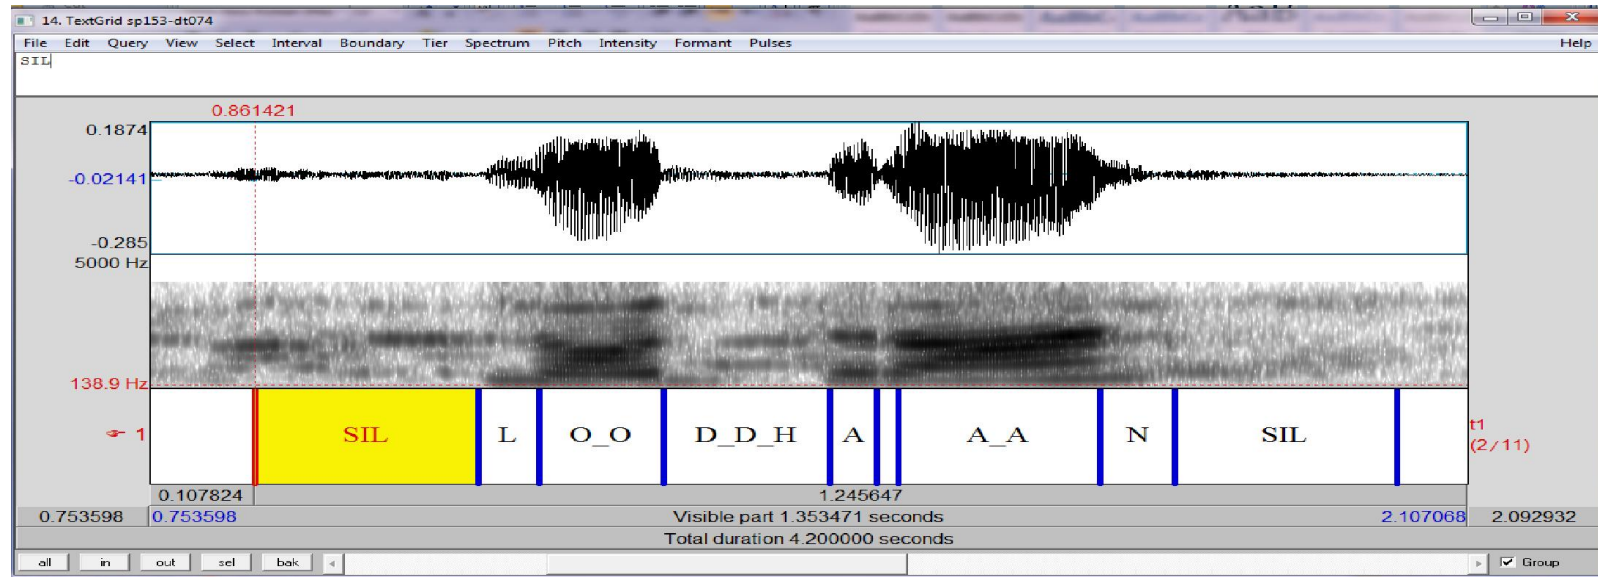 14. TextGrid sp153-dt074
File Edit Query View Select Interval Boundary Tier Spectrum Pitch Intensity Formant Pulses Help
SIL
0.861421
0.1874
-0.02141
-0.285
5000 Hz
138.9 Hz
1 SIL L O_O D_D_H A A_A N SIL t1
(2/11)
0.107824 1.245647
0.753598 0.753598 Visible part 1.353471 seconds 2.107068 2.092932
Total duration 4.200000 seconds
all in out sel bak Group